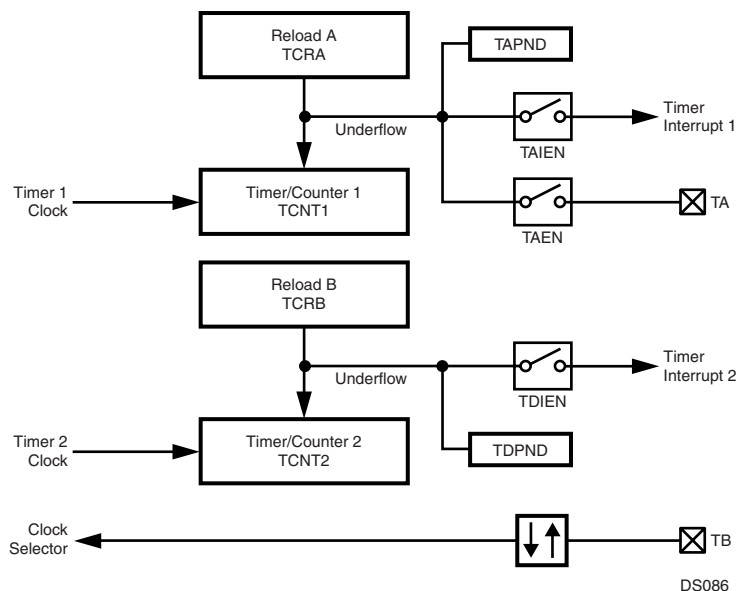 Reload A
TCRA
TAPND
Underflow
TAIEN
Timer
Interrupt 1
Timer 1
Clock
Timer/Counter 1
TCNT1
TAEN
TA
Reload B
TCRB
Underflow
TDIEN
Timer
Interrupt 2
Timer 2
Clock
Timer/Counter 2
TCNT2
TDPND
Clock
Selector
TB
DS086